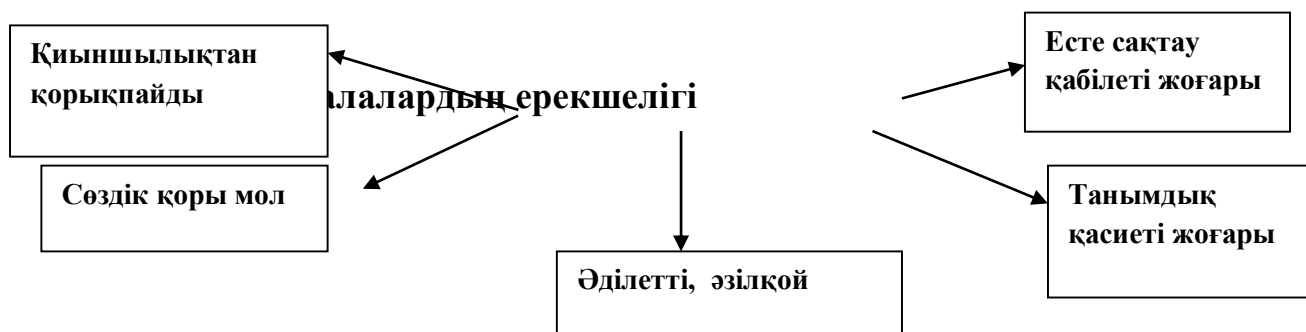 Қиыншылықтан
қорықпайды
алалардың ерекшелігі
Есте сақтау
қабілеті жоғары
Сөздік қоры мол
Танымдық
қасиеті жоғары
Әділетті, әзілқой